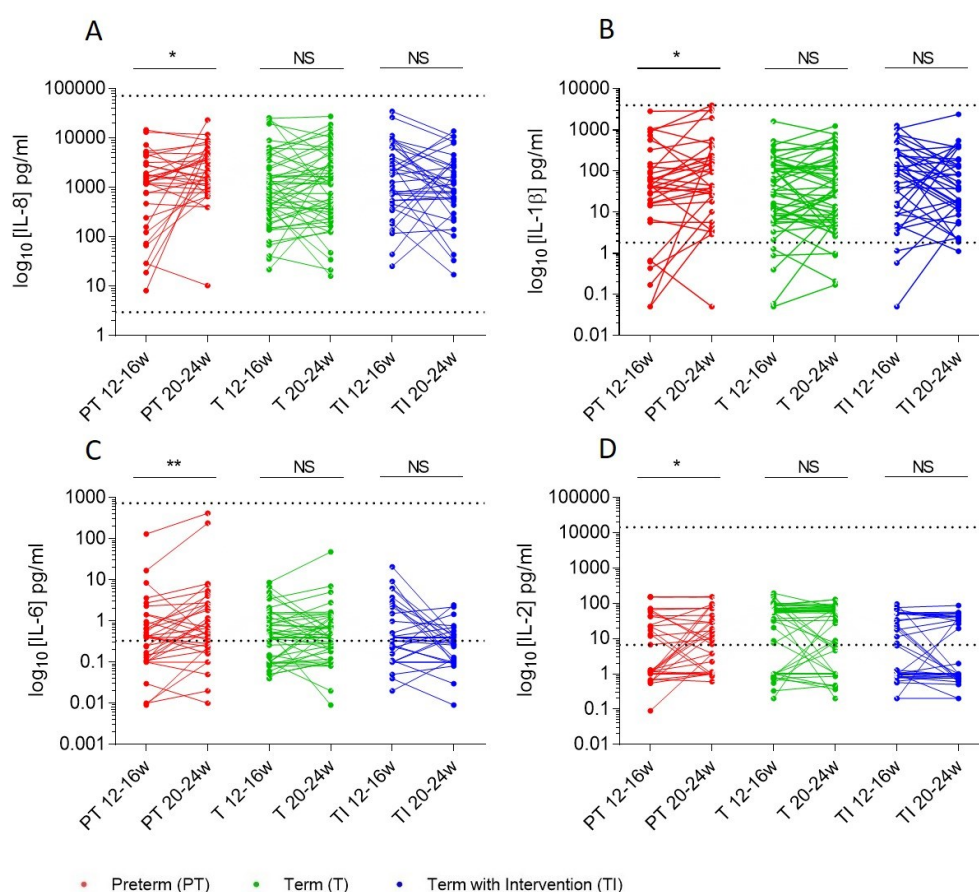 A
B
* NS NS
* NS NS
log10 [IL-8] pg/ml
100000
10000
1000
100
10
1
PT 12-16w
PT 20-24w
T 12-16w
T 20-24w
TI 12-16w
TI 20-24w
log10 [IL-1β] pg/ml
10000
1000
100
10
1
0.1
0.01
PT 12-16w
PT 20-24w
T 12-16w
T 20-24w
TI 12-16w
TI 20-24w
C
D
** NS NS
* NS NS
log10 [IL-6] pg/ml
1000
100
10
1
0.1
0.01
0.001
PT 12-16w
PT 20-24w
T 12-16w
T 20-24w
TI 12-16w
TI 20-24w
log10 [IL-2] pg/ml
100000
10000
1000
100
10
1
0.1
0.01
PT 12-16w
PT 20-24w
T 12-16w
T 20-24w
TI 12-16w
TI 20-24w
Preterm (PT) Term (T) Term with Intervention (TI)